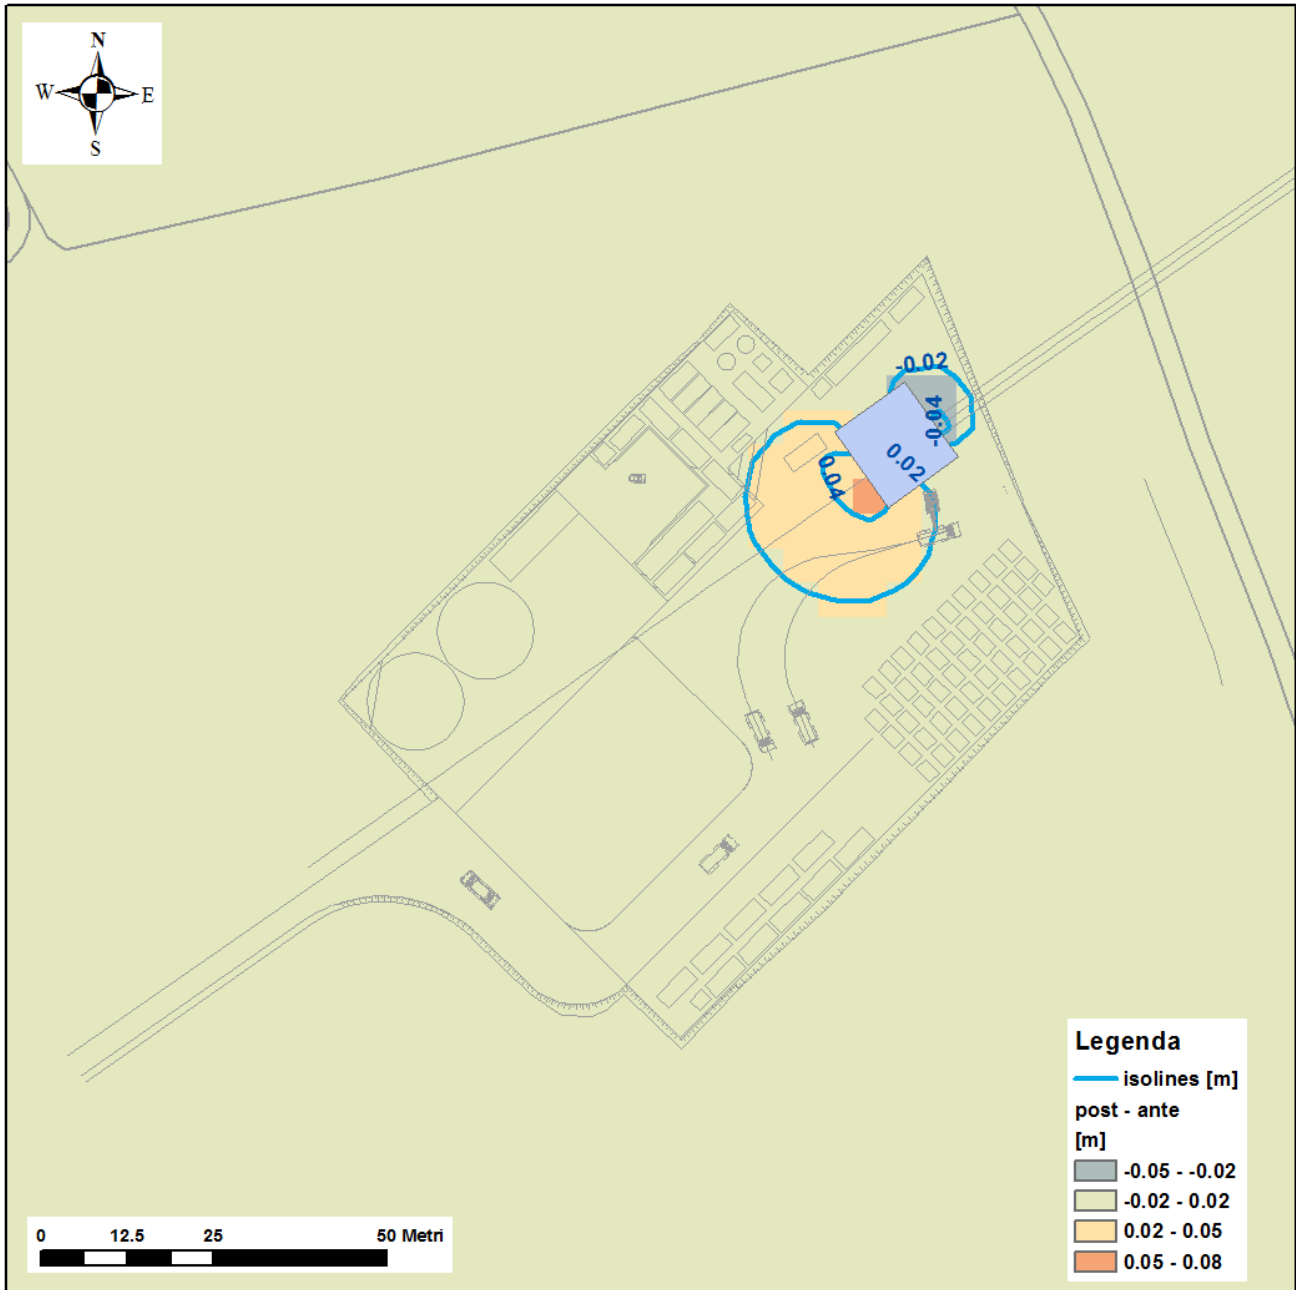 N
W E
S
-0.02
-0.04
0.02
0.04
Legenda
isolines [m]
post - ante
[m]
-0.05 - -0.02
-0.02 - 0.02
0.02 - 0.05
0.05 - 0.08
0 12.5 25 50 Metri